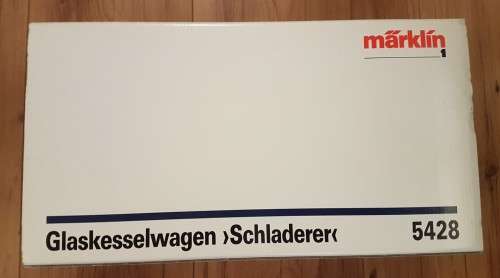 märklin
1
Glaskesselwagen ›Schladerer‹ 5428